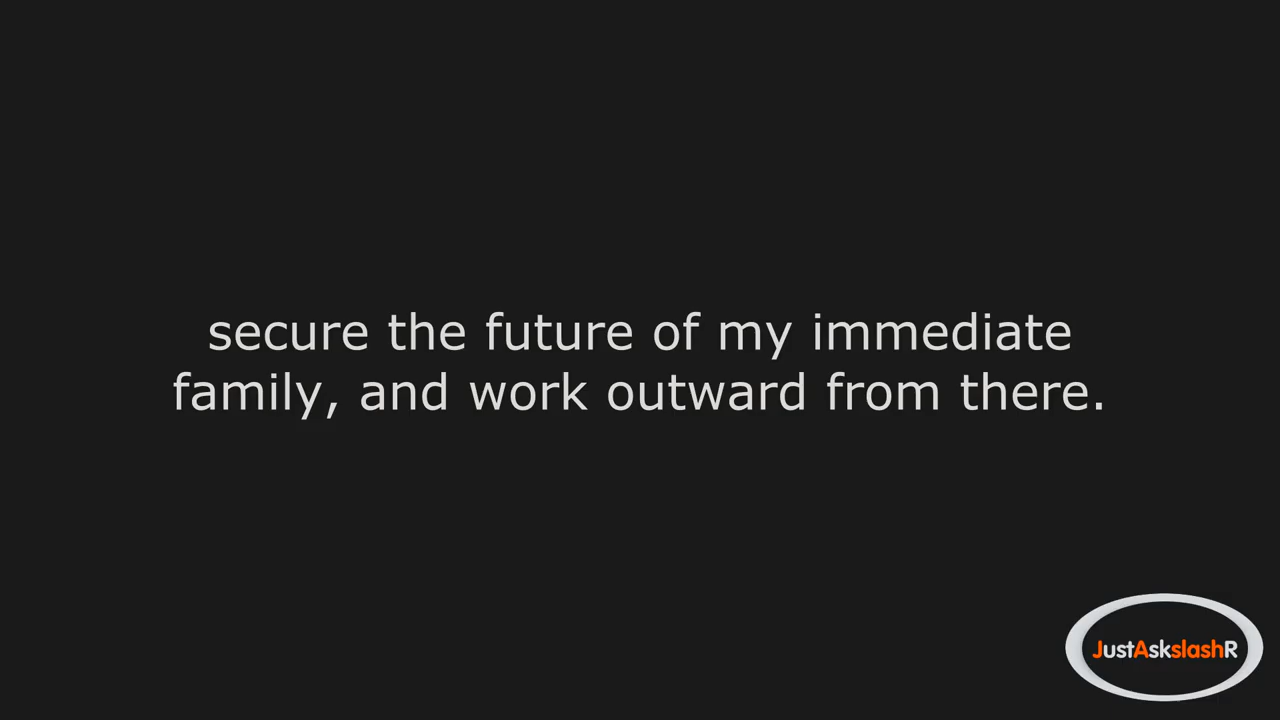 secure the future of my immediate
family, and work outward from there.
JustAskslashR